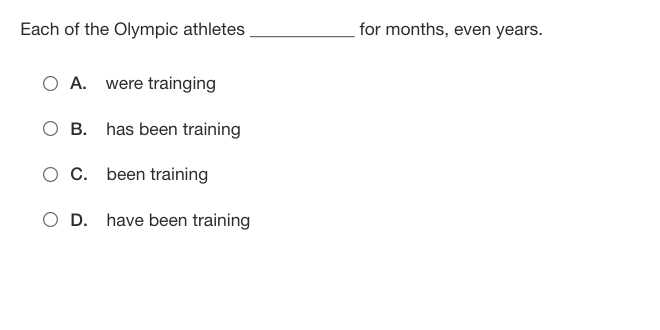 Each of the Olympic athletes ____________ for months, even years.
A. were trainging
B. has been training
C. been training
D. have been training